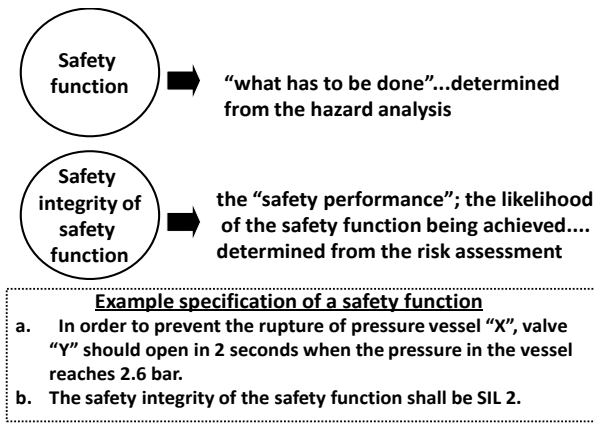 Safety
function
“what has to be done”...determined
from the hazard analysis
Safety
integrity of
safety
function
the “safety performance”; the likelihood
of the safety function being achieved....
determined from the risk assessment
Example specification of a safety function
a. In order to prevent the rupture of pressure vessel “X”, valve
“Y” should open in 2 seconds when the pressure in the vessel
reaches 2.6 bar.
b. The safety integrity of the safety function shall be SIL 2.